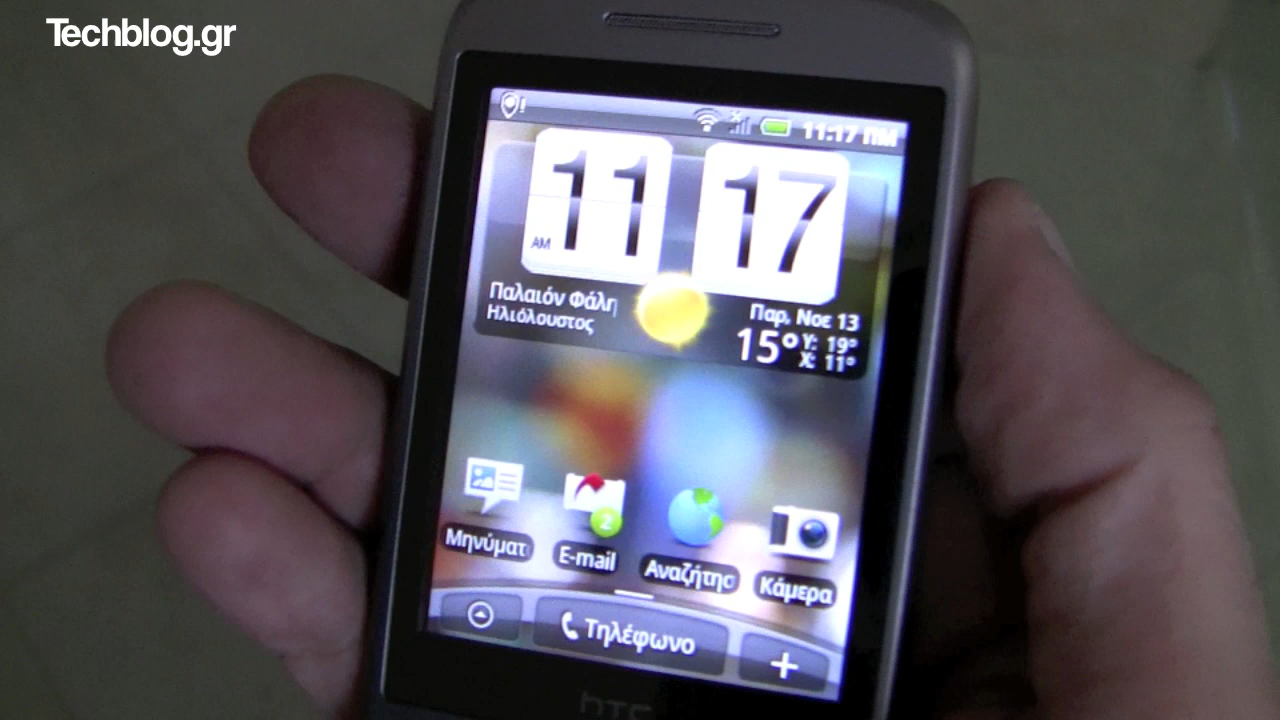 Techblog.gr
11:17 ΠΜ
11 17
AM
Παλαιόν Φάλη
Ηλιόλουστος
Παρ, Νοε 13
15° Υ: 19°
Χ: 11°
2
Μηνύματ
E-mail
Αναζήτησ
Κάμερα
Τηλέφωνο
hTC